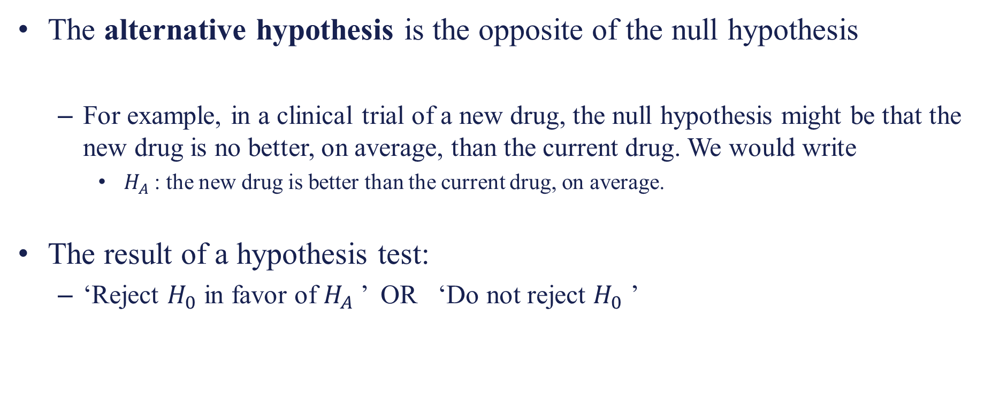 • The alternative hypothesis is the opposite of the null hypothesis
– For example, in a clinical trial of a new drug, the null hypothesis might be that the
new drug is no better, on average, than the current drug. We would write
• H_A : the new drug is better than the current drug, on average.
• The result of a hypothesis test:
– ‘Reject H_0 in favor of H_A ’ OR ‘Do not reject H_0 ’